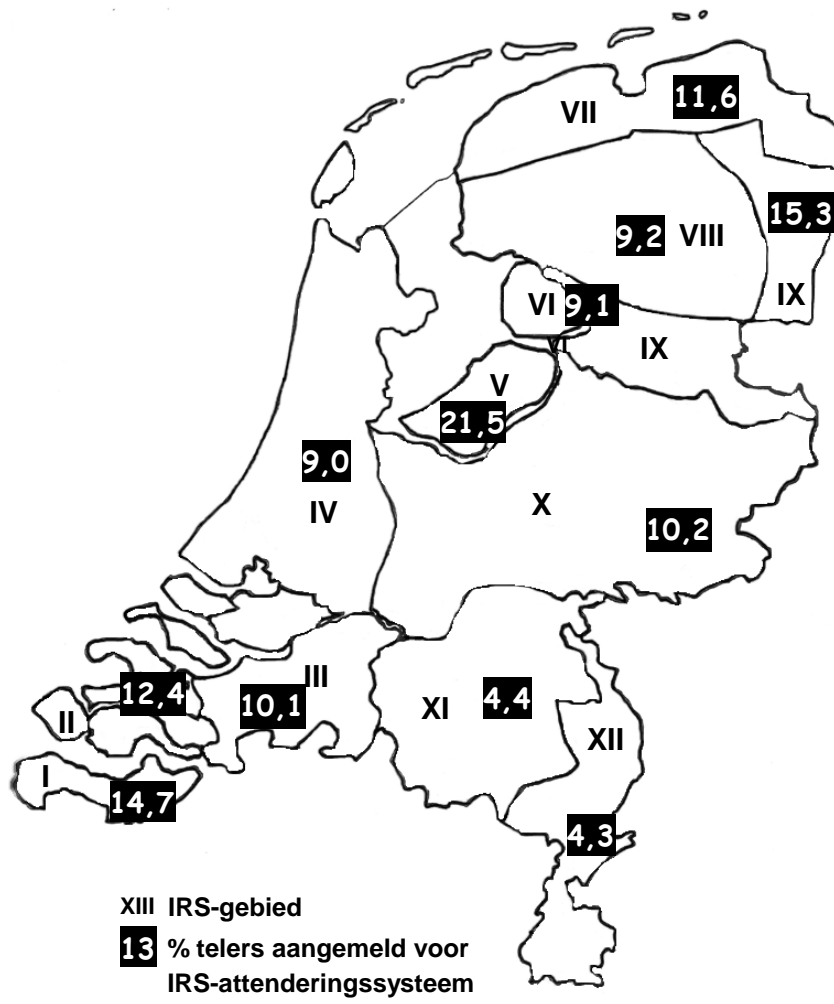 VII
11,6
15,3
9,2 VIII
IX
VI 9,1
VI
IX
V
21,5
9,0
IV
X
10,2
III
12,4
10,1
XI
4,4
II
XII
I
14,7
4,3
XIII IRS-gebied
13 % telers aangemeld voor
IRS-attenderingssysteem